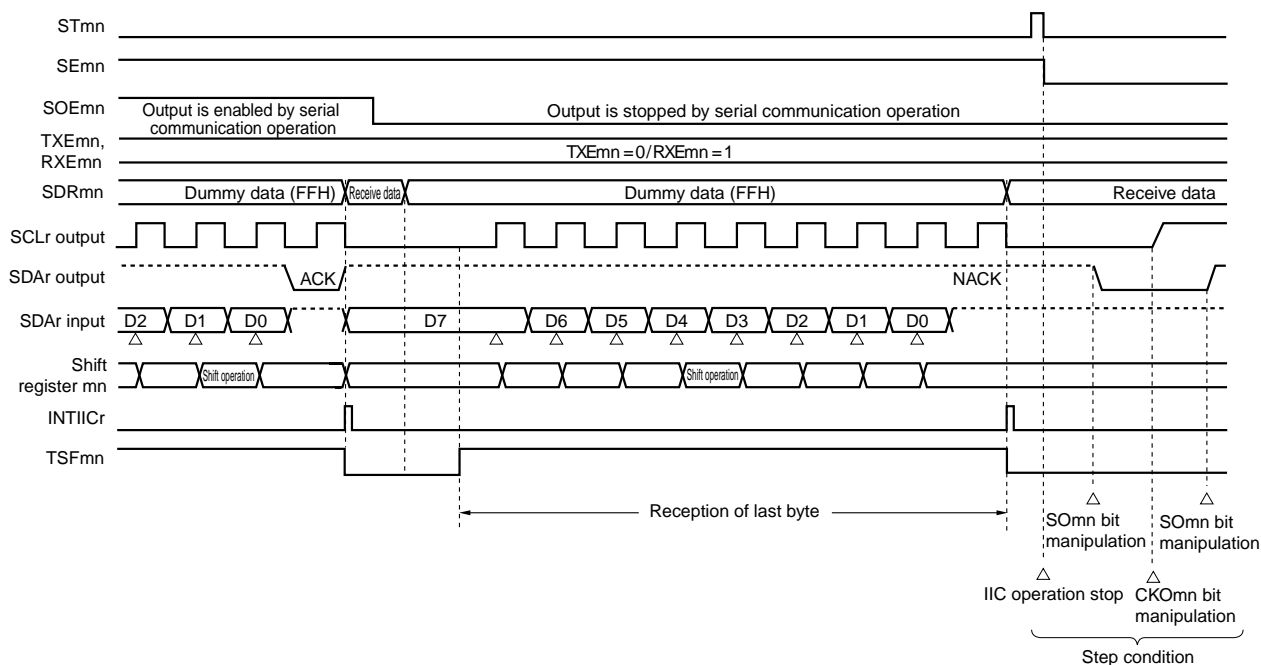 STmn
SEmn
SOEmn
Output is enabled by serial
communication operation
Output is stopped by serial communication operation
TXEmn,
RXEmn
TXEmn = 0 / RXEmn = 1
SDRmn
Dummy data (FFH)
Receive data
Dummy data (FFH)
Receive data
SCLr output
SDAr output
ACK
NACK
SDAr input
D2
D1
D0
D7
D6
D5
D4
D3
D2
D1
D0
Shift
register mn
Shift operation
Shift operation
INTIICr
TSFmn
Reception of last byte
SOmn bit
manipulation
SOmn bit
manipulation
IIC operation stop
CKOmn bit
manipulation
Step condition